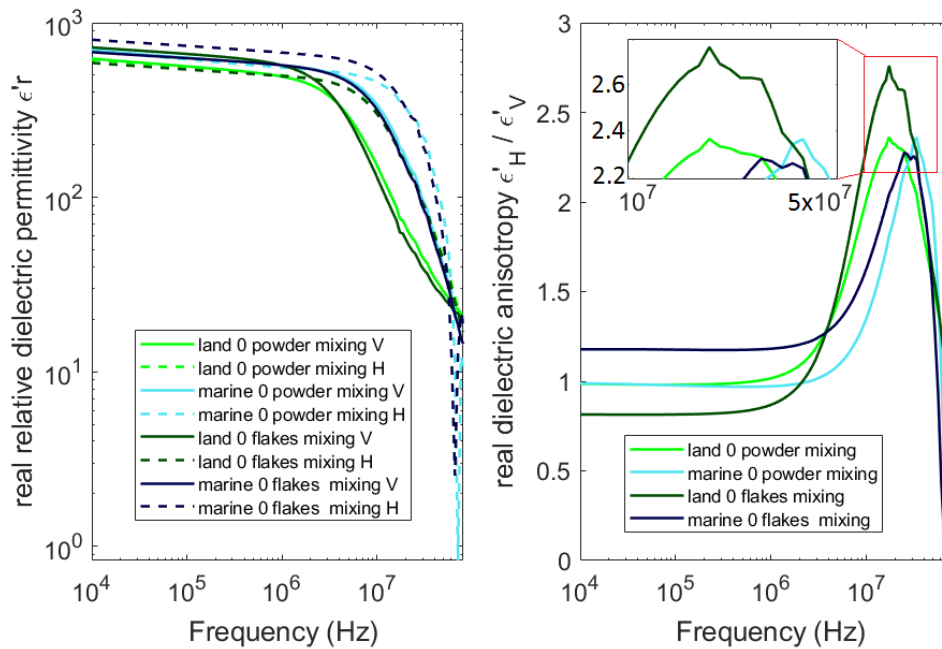 real relative dielectric permittivity ϵ'r
10³
10²
10¹
10⁰
land 0 powder mixing V
land 0 powder mixing H
marine 0 powder mixing V
marine 0 powder mixing H
land 0 flakes mixing V
land 0 flakes mixing H
marine 0 flakes  mixing V
marine 0 flakes  mixing H
10⁴ 10⁵ 10⁶ 10⁷
Frequency (Hz)
real dielectric anisotropy ϵ'_H / ϵ'_V
3
2.5
2
1.5
1
0.5
0
2.6
2.4
2.2
10⁷ 5x10⁷
land 0 powder mixing
marine 0 powder mixing
land 0 flakes mixing
marine 0 flakes  mixing
10⁴ 10⁵ 10⁶ 10⁷
Frequency (Hz)